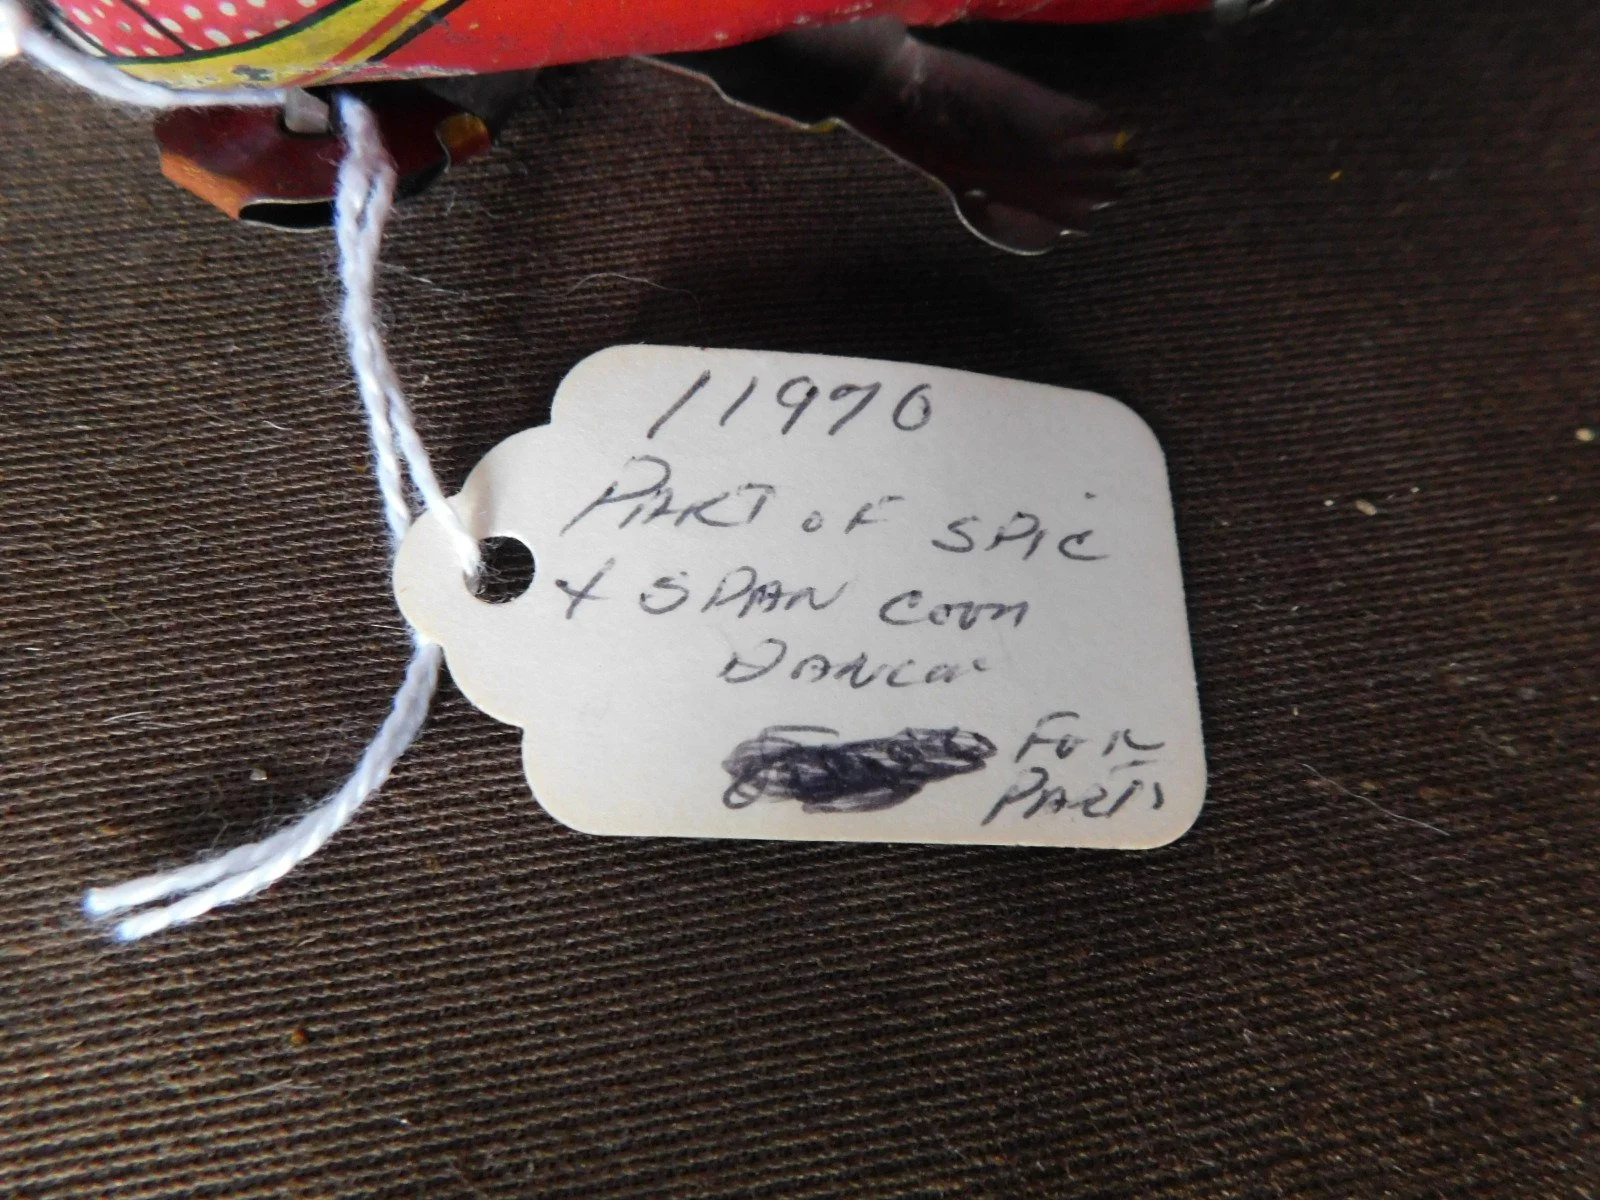 11970
PART OF SPIC
+ SPAN COON
DANCER
FOR
PARTS